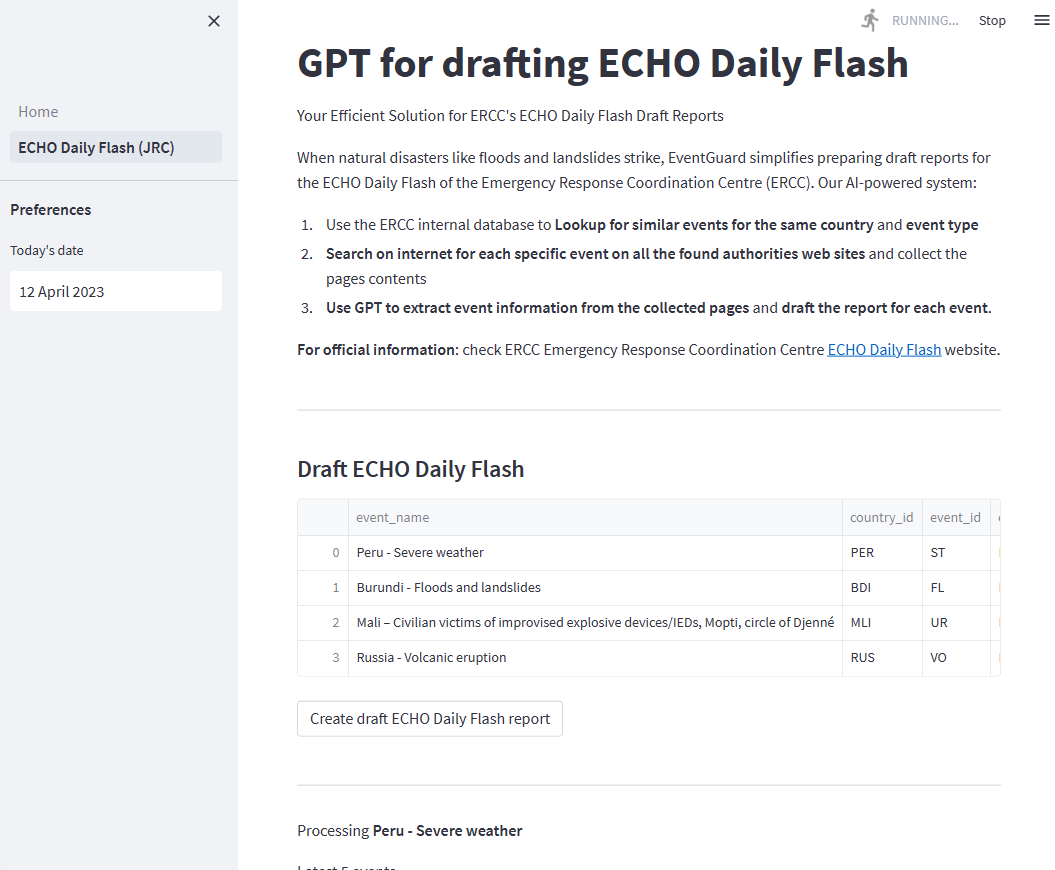 RUNNING...
Stop
Home
ECHO Daily Flash (JRC)
Preferences
Today's date
12 April 2023
GPT for drafting ECHO Daily Flash
Your Efficient Solution for ERCC's ECHO Daily Flash Draft Reports
When natural disasters like floods and landslides strike, EventGuard simplifies preparing draft reports for
the ECHO Daily Flash of the Emergency Response Coordination Centre (ERCC). Our AI-powered system:
1. Use the ERCC internal database to Lookup for similar events for the same country and event type
2. Search on internet for each specific event on all the found authorities web sites and collect the
pages contents
3. Use GPT to extract event information from the collected pages and draft the report for each event.
For official information: check ERCC Emergency Response Coordination Centre ECHO Daily Flash website.
Draft ECHO Daily Flash
event_name country_id event_id
0 Peru - Severe weather PER ST
1 Burundi - Floods and landslides BDI FL
2 Mali – Civilian victims of improvised explosive devices/IEDs, Mopti, circle of Djenné MLI UR
3 Russia - Volcanic eruption RUS VO
Create draft ECHO Daily Flash report
Processing Peru - Severe weather
Latest 5 events